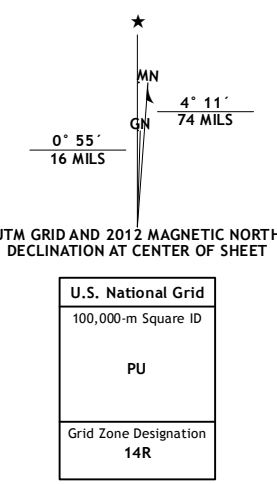 ★
MN
4° 11´
74 MILS
GN
0° 55´
16 MILS
UTM GRID AND 2012 MAGNETIC NORTH
DECLINATION AT CENTER OF SHEET
U.S. National Grid
100,000-m Square ID
PU
Grid Zone Designation
14R